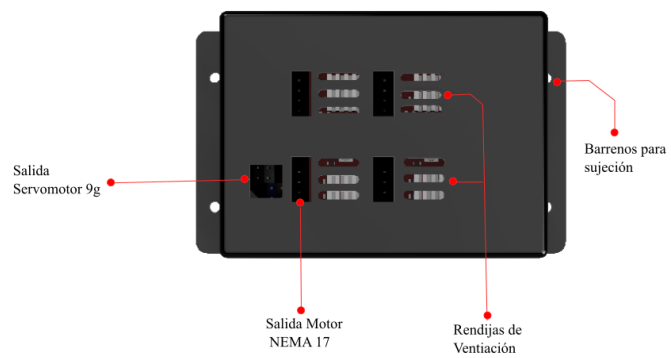 Barrenos para
sujeción
Salida
Servomotor 9g
Salida Motor
NEMA 17
Rendijas de
Ventiación